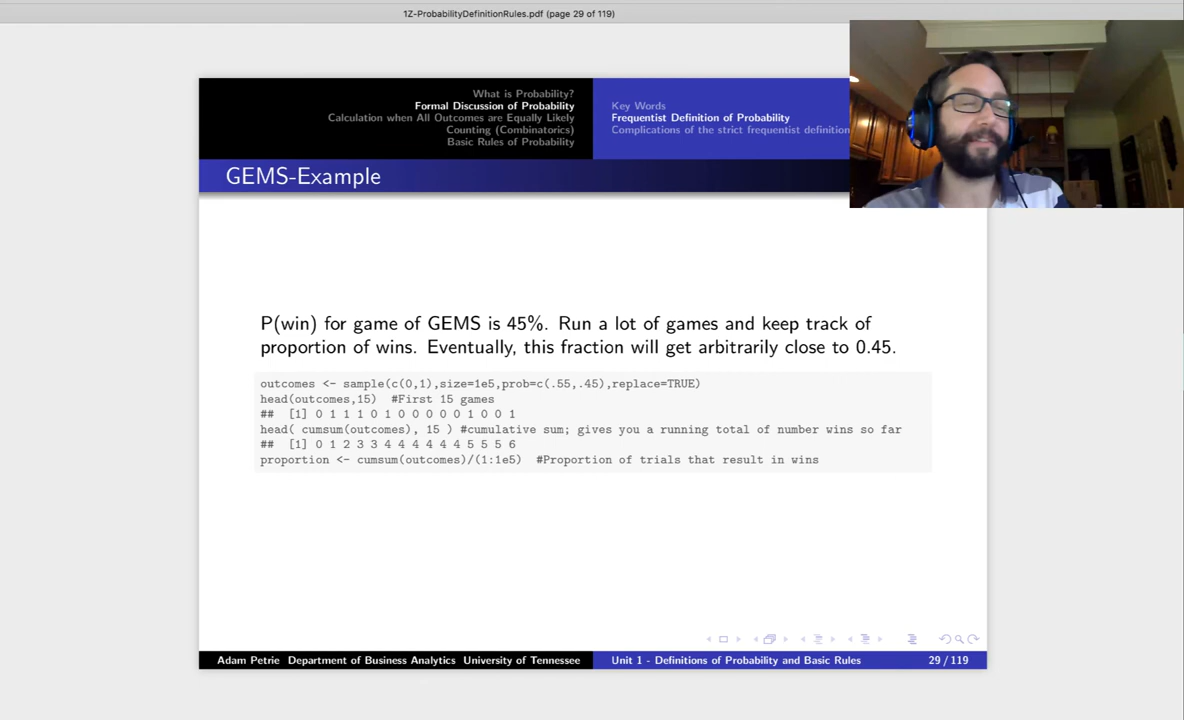 1Z-ProbabilityDefinitionRules.pdf (page 29 of 119)
What is Probability?
Formal Discussion of Probability
Calculation when All Outcomes are Equally Likely
Counting (Combinatorics)
Basic Rules of Probability
Key Words
Frequentist Definition of Probability
Complications of the strict frequentist definition
GEMS-Example
P(win) for game of GEMS is 45%. Run a lot of games and keep track of
proportion of wins. Eventually, this fraction will get arbitrarily close to 0.45.
outcomes <- sample(c(0,1),size=1e5,prob=c(.55,.45),replace=TRUE)
head(outcomes,15) #First 15 games
## [1] 0 1 1 1 0 1 0 0 0 0 0 1 0 0 1
head( cumsum(outcomes), 15 ) #cumulative sum; gives you a running total of number wins so far
## [1] 0 1 2 3 3 4 4 4 4 4 4 5 5 5 6
proportion <- cumsum(outcomes)/(1:1e5) #Proportion of trials that result in wins
Adam Petrie Department of Business Analytics University of Tennessee
Unit 1 - Definitions of Probability and Basic Rules
29 / 119